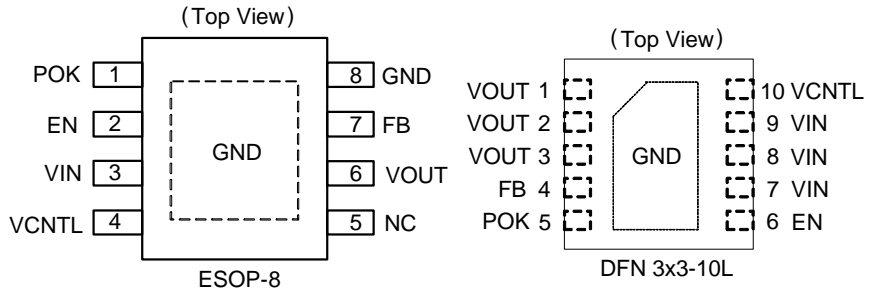 (Top View)
POK 1
EN 2
VIN 3
VCNTL 4
GND
8 GND
7 FB
6 VOUT
5 NC
ESOP-8
(Top View)
VOUT 1
VOUT 2
VOUT 3
FB 4
POK 5
GND
10 VCNTL
9 VIN
8 VIN
7 VIN
6 EN
DFN 3x3-10L